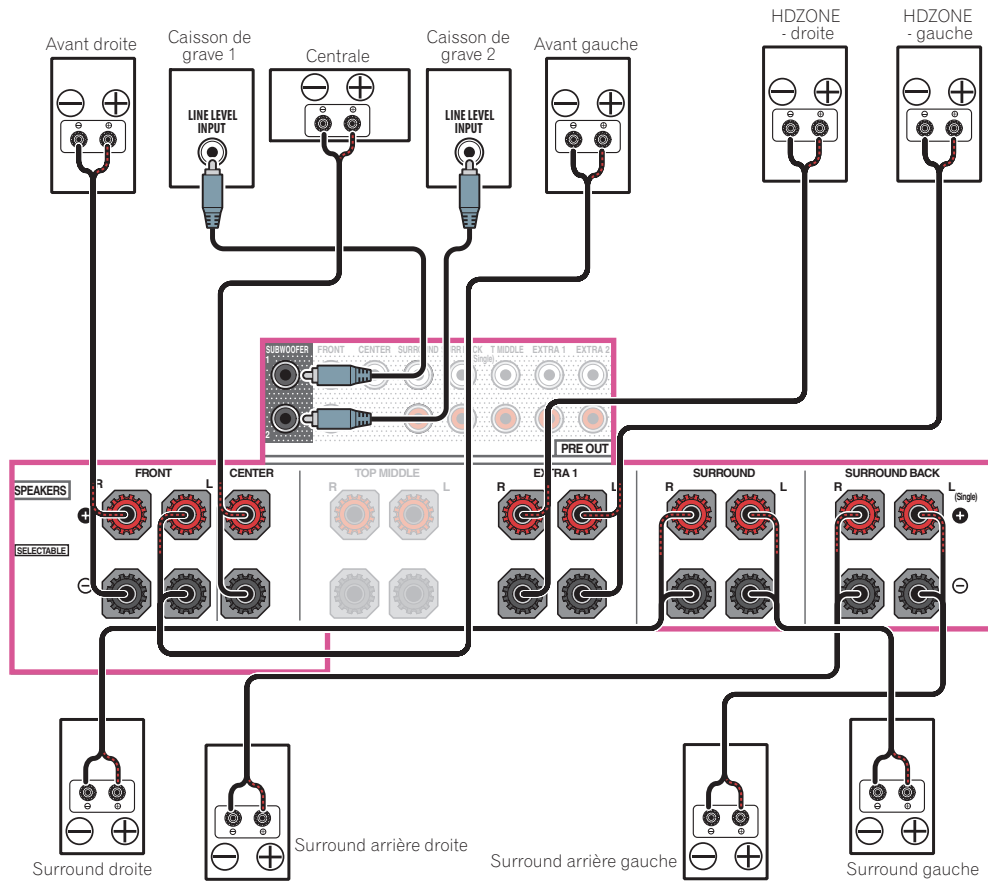 HDZONE
- droite
HDZONE
- gauche
Avant droite
Caisson de
grave 1
Centrale
Caisson de
grave 2
Avant gauche
LINE LEVEL
INPUT
LINE LEVEL
INPUT
SUBWOOFER
1
2
FRONT
CENTER
SURROUND
T MIDDLE
EXTRA 1
EXTRA 2
PRE OUT
SPEAKERS
SELECTABLE
FRONT
R
L
CENTER
TOP MIDDLE
R
L
EXTRA 1
R
L
SURROUND
R
L
SURROUND BACK
R
L
(Single)
Surround droite
Surround arrière droite
Surround arrière gauche
Surround gauche